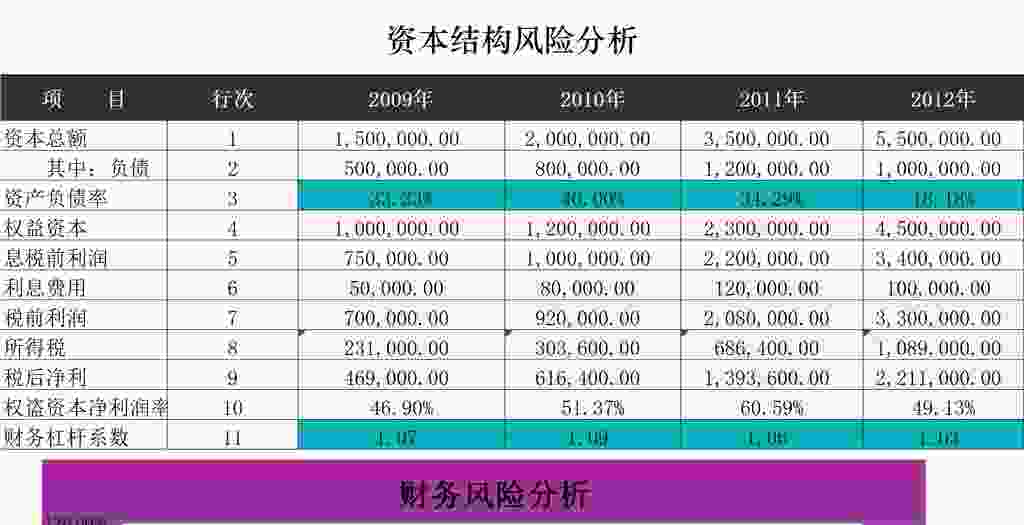 资本结构风险分析
项 目 行次 2009年 2010年 2011年 2012年
资本总额 1 1,500,000.00 2,000,000.00 3,500,000.00 5,500,000.00
其中：负债 2 500,000.00 800,000.00 1,200,000.00 1,000,000.00
资产负债率 3 33.33% 40.00% 34.29% 18.18%
权益资本 4 1,000,000.00 1,200,000.00 2,300,000.00 4,500,000.00
息税前利润 5 750,000.00 1,000,000.00 2,200,000.00 3,400,000.00
利息费用 6 50,000.00 80,000.00 120,000.00 100,000.00
税前利润 7 700,000.00 920,000.00 2,080,000.00 3,300,000.00
所得税 8 231,000.00 303,600.00 686,400.00 1,089,000.00
税后净利 9 469,000.00 616,400.00 1,393,600.00 2,211,000.00
权益资本净利润率 10 46.90% 51.37% 60.59% 49.13%
财务杠杆系数 11 1.07 1.09 1.06 1.03
财务风险分析